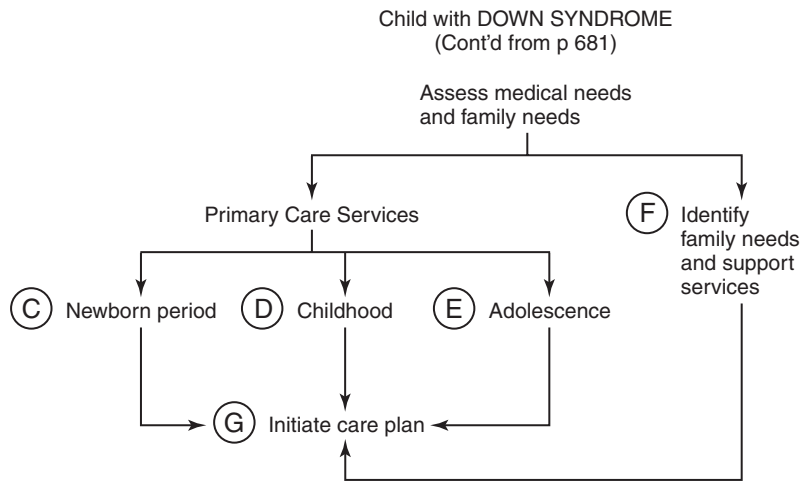 Child with DOWN SYNDROME
(Cont'd from p 681)
Assess medical needs
and family needs
Primary Care Services
F Identify
family needs
and support
services
C Newborn period
D Childhood
E Adolescence
G Initiate care plan